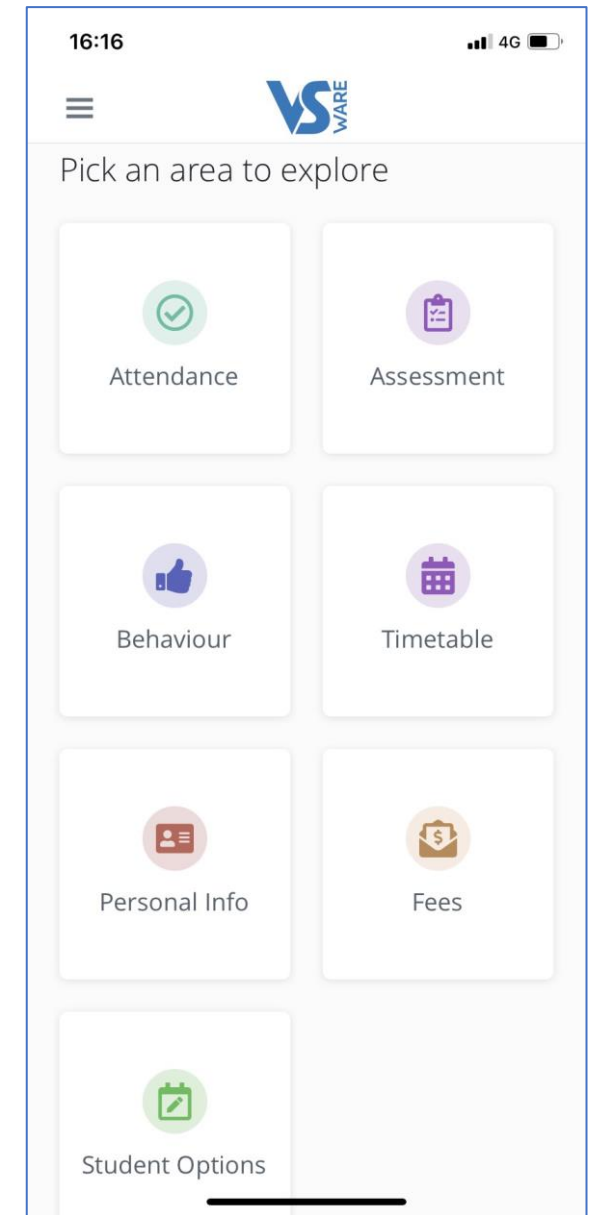 16:16 4G
VS WARE
Pick an area to explore
Attendance Assessment
Behaviour Timetable
Personal Info Fees
$
Student Options